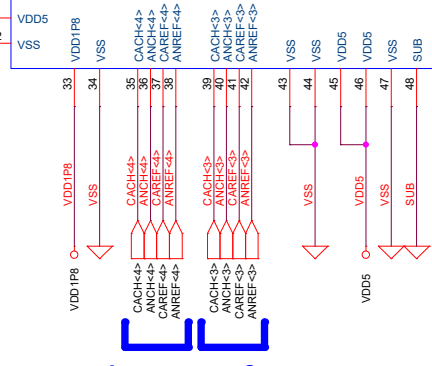 VDD5
VSS
VDD1P8
VSS
CACH<4>
ANCH<4>
CAREF<4>
ANREF<4>
CACH<3>
ANCH<3>
CAREF<3>
ANREF<3>
VSS
VSS
VDD5
VDD5
VSS
SUB
33
34
35
36
37
38
39
40
41
42
43
44
45
46
47
48
VDD1P8
VSS
CACH<4>
ANCH<4>
CAREF<4>
ANREF<4>
CACH<3>
ANCH<3>
CAREF<3>
ANREF<3>
VSS
VDD5
VSS
SUB
VDD1P8
CACH<4>
ANCH<4>
CAREF<4>
ANREF<4>
CACH<3>
ANCH<3>
CAREF<3>
ANREF<3>
VDD5